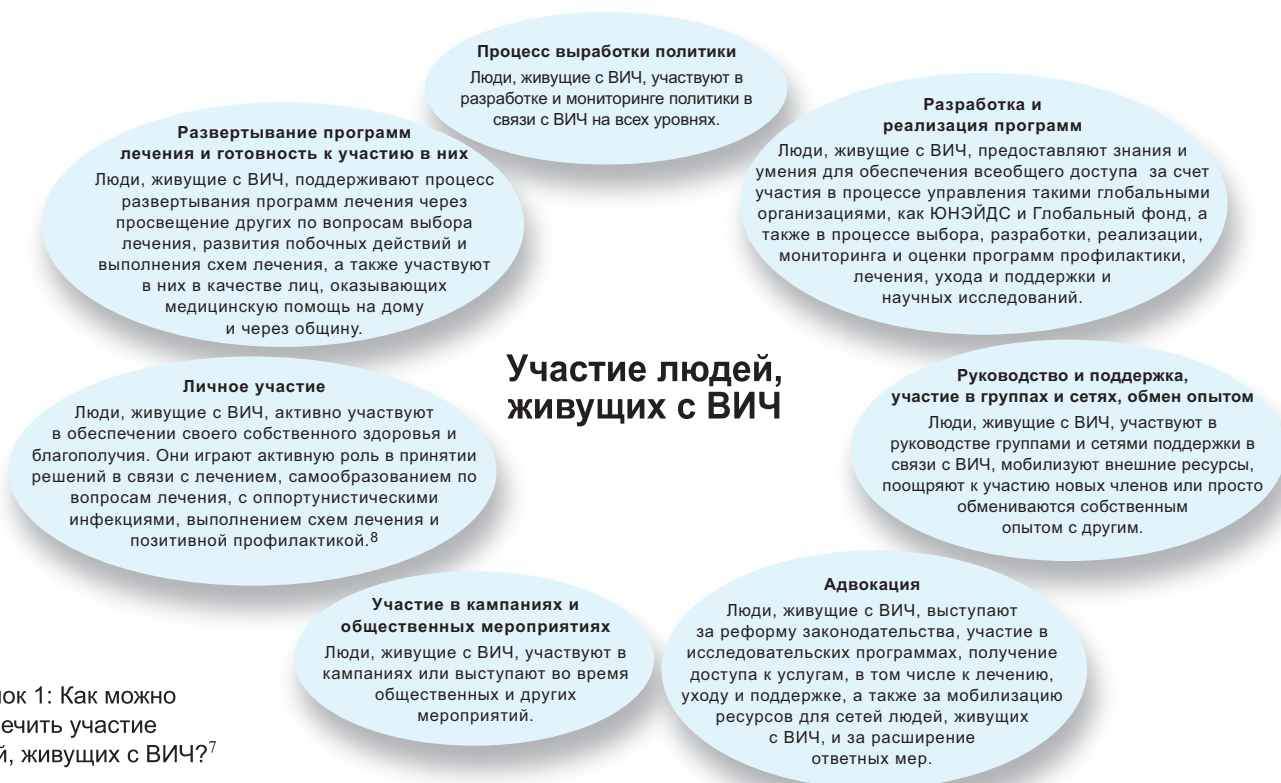 Процесс выработки политики
Люди, живущие с ВИЧ, участвуют в
разработке и мониторинге политики в
связи с ВИЧ на всех уровнях.
Развертывание программ
лечения и готовность к участию в них
Люди, живущие с ВИЧ, поддерживают процесс
развертывания программ лечения через
просвещение других по вопросам выбора
лечения, развития побочных действий и
выполнения схем лечения, а также участвуют
в них в качестве лиц, оказывающих
медицинскую помощь на дому
и через общину.
Разработка и
реализация программ
Люди, живущие с ВИЧ, предоставляют знания и
умения для обеспечения всеобщего доступа за счет
участия в процессе управления такими глобальными
организациями, как ЮНЭЙДС и Глобальный фонд, а
также в процессе выбора, разработки, реализации,
мониторинга и оценки программ профилактики,
лечения, ухода и поддержки и
научных исследований.
Участие людей,
живущих с ВИЧ
Личное участие
Люди, живущие с ВИЧ, активно участвуют
в обеспечении своего собственного здоровья и
благополучия. Они играют активную роль в принятии
решений в связи с лечением, самообразованием по
вопросам лечения, с оппортунистическими
инфекциями, выполнением схем лечения и
позитивной профилактикой.8
Руководство и поддержка,
участие в группах и сетях, обмен опытом
Люди, живущие с ВИЧ, участвуют в
руководстве группами и сетями поддержки в
связи с ВИЧ, мобилизуют внешние ресурсы,
поощряют к участию новых членов или просто
обмениваются собственным
опытом с другим.
Участие в кампаниях и
общественных мероприятиях
Люди, живущие с ВИЧ, участвуют в
кампаниях или выступают во время
общественных и других
мероприятий.
Адвокация
Люди, живущие с ВИЧ, выступают
за реформу законодательства, участие в
исследовательских программах, получение
доступа к услугам, в том числе к лечению,
уходу и поддержке, а также за мобилизацию
ресурсов для сетей людей, живущих
с ВИЧ, и за расширение
ответных мер.
нок 1: Как можно
печить участие
й, живущих с ВИЧ?7